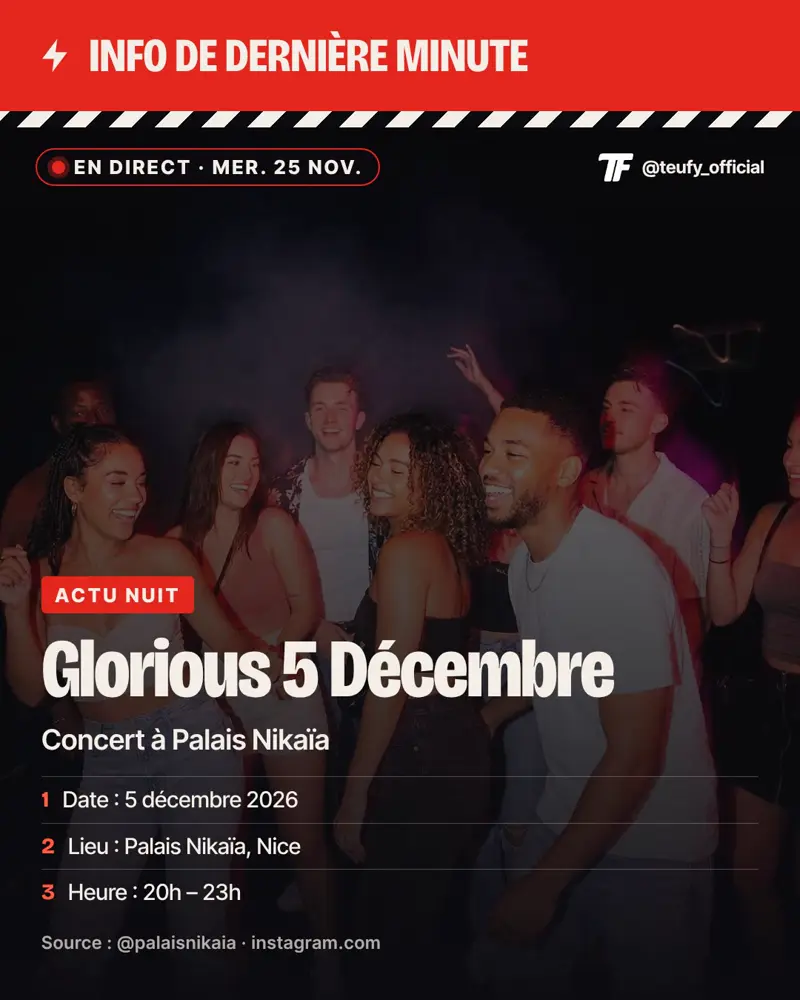 INFO DE DERNIÈRE MINUTE
EN DIRECT · MER. 25 NOV.
TF @teufy_official
ACTU NUIT
Glorious 5 Décembre
Concert à Palais Nikaïa
1 Date : 5 décembre 2026
2 Lieu : Palais Nikaïa, Nice
3 Heure : 20h – 23h
Source : @palaisnikaia · instagram.com